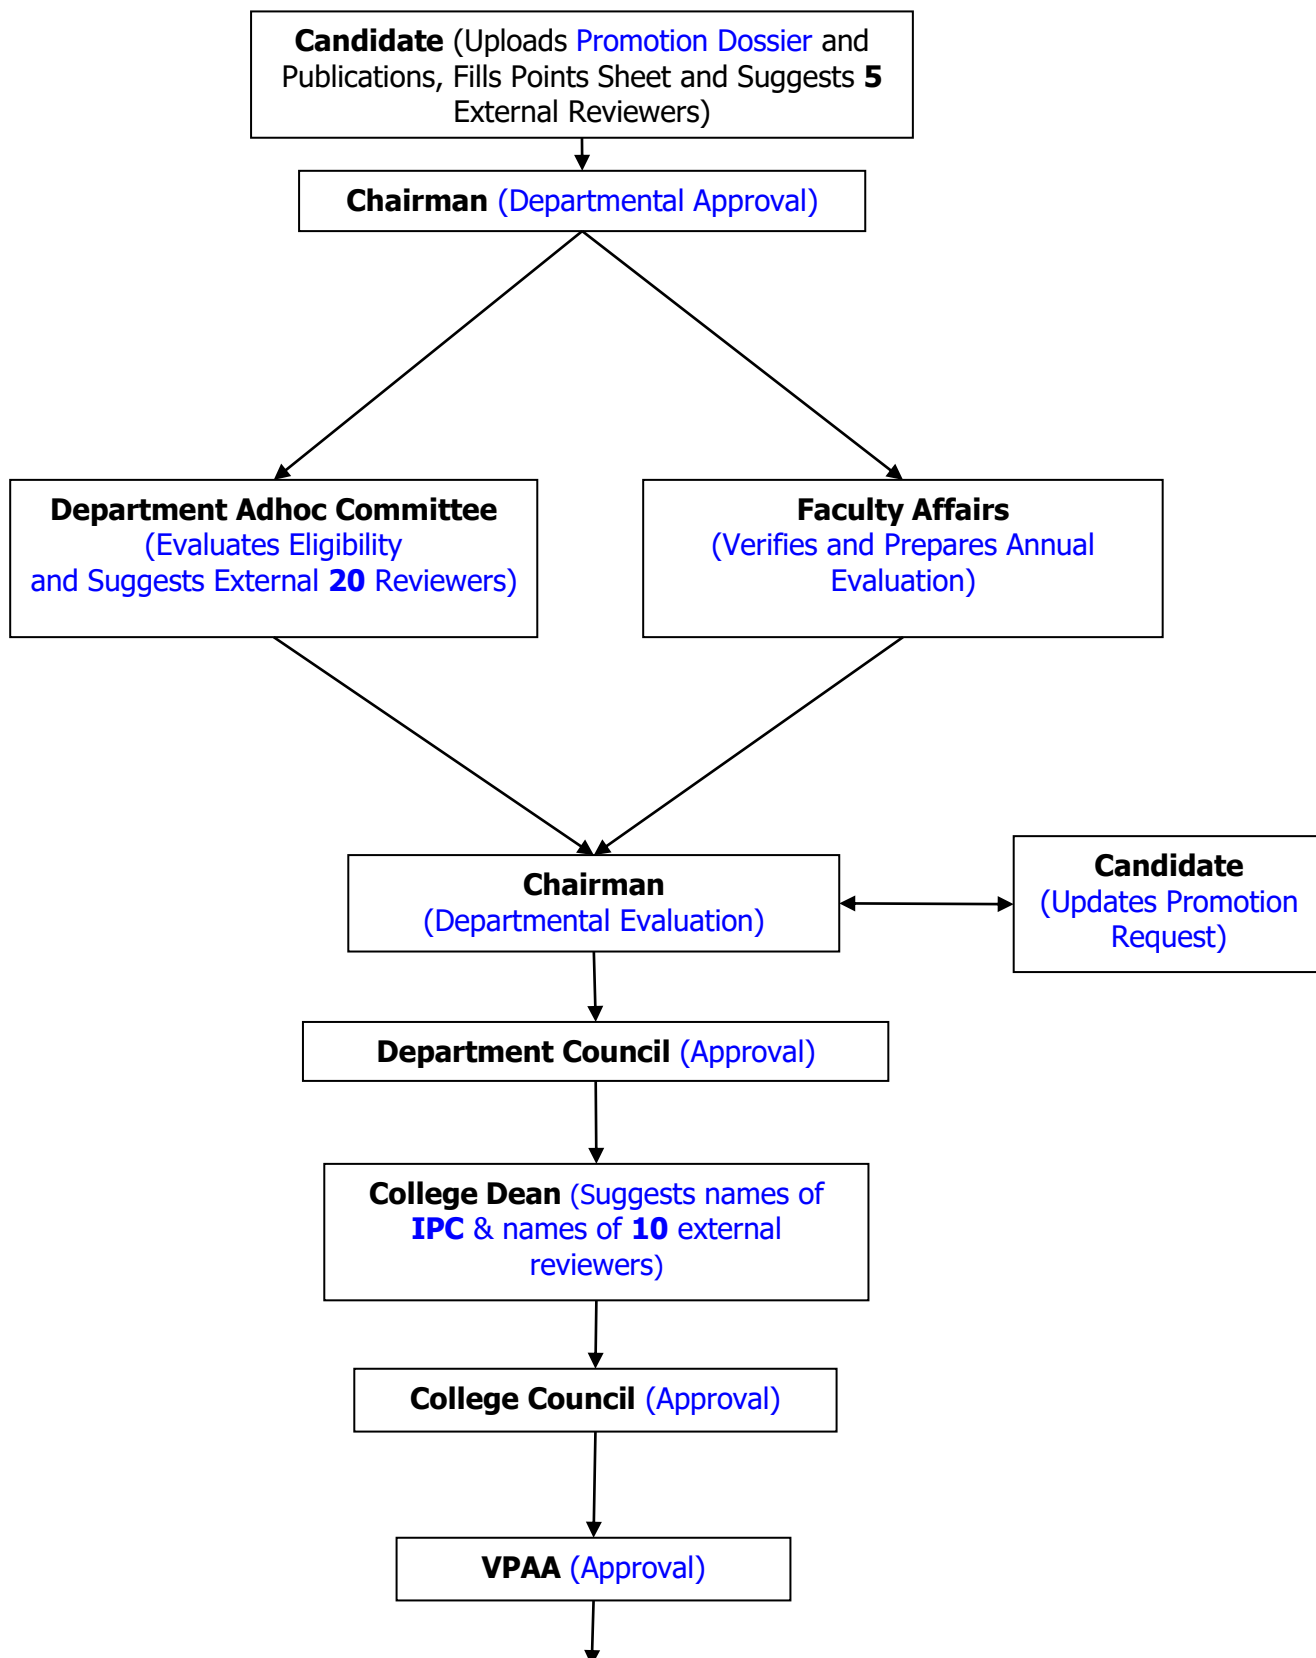 Candidate (Uploads Promotion Dossier and
Publications, Fills Points Sheet and Suggests 5
External Reviewers)
Chairman (Departmental Approval)
Department Adhoc Committee
(Evaluates Eligibility
and Suggests External 20 Reviewers)
Faculty Affairs
(Verifies and Prepares Annual
Evaluation)
Chairman
(Departmental Evaluation)
Candidate
(Updates Promotion
Request)
Department Council (Approval)
College Dean (Suggests names of
IPC & names of 10 external
reviewers)
College Council (Approval)
VPAA (Approval)